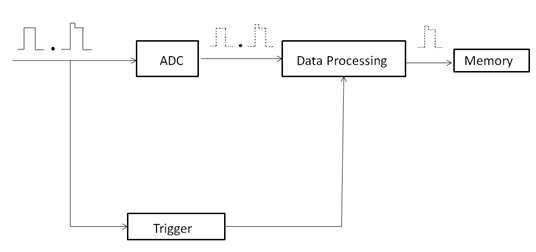 ADC
Data Processing
Memory
Trigger